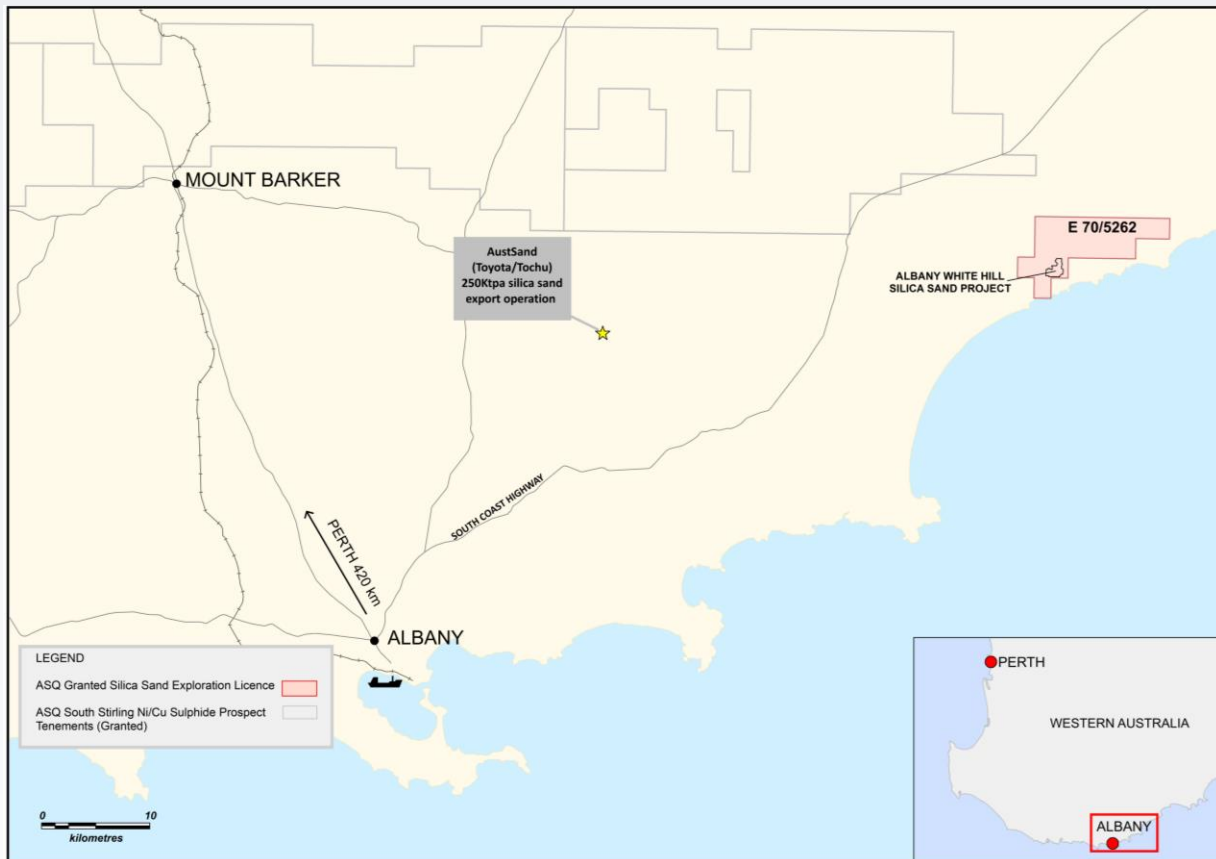 MOUNT BARKER
E 70/5262
AustSand
(Toyota/Tochu)
250Ktpa silica sand
export operation
ALBANY WHITE HILL
SILICA SAND PROJECT
SOUTH COAST HIGHWAY
PERTH 420 km
ALBANY
LEGEND
ASQ Granted Silica Sand Exploration Licence
ASQ South Stirling Ni/Cu Sulphide Prospect
Tenements (Granted)
0 10
kilometres
PERTH
WESTERN AUSTRALIA
ALBANY